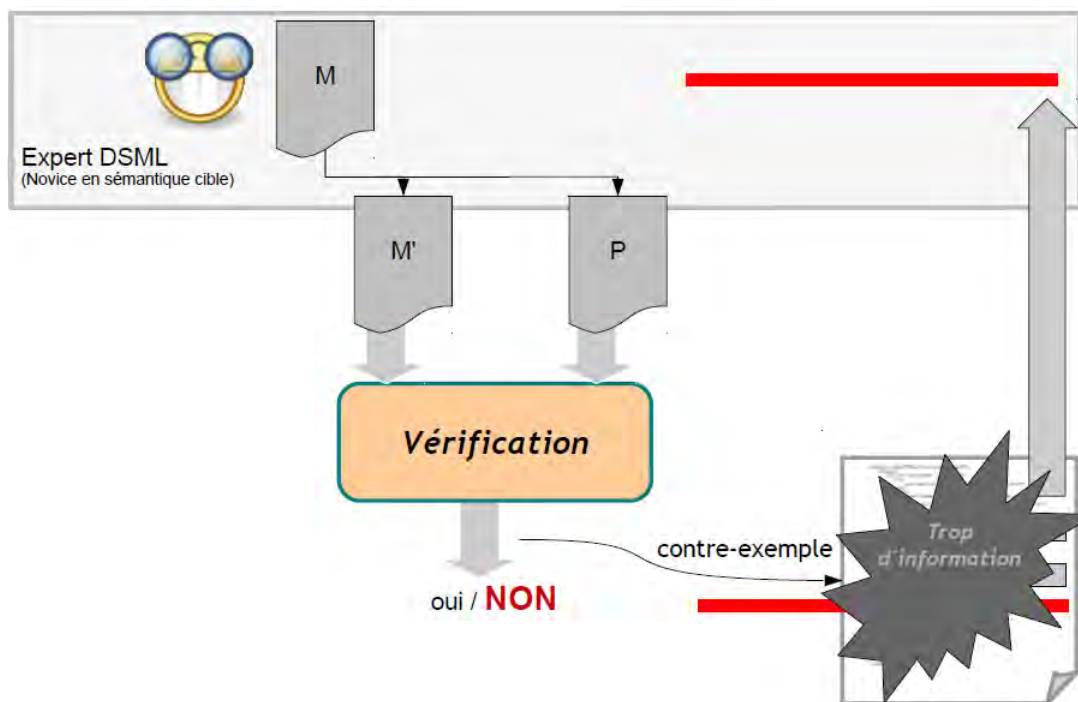 M
Expert DSML
(Novice en sémantique cible)
M'
P
Vérification
contre-exemple
Trop
d'information
oui / NON